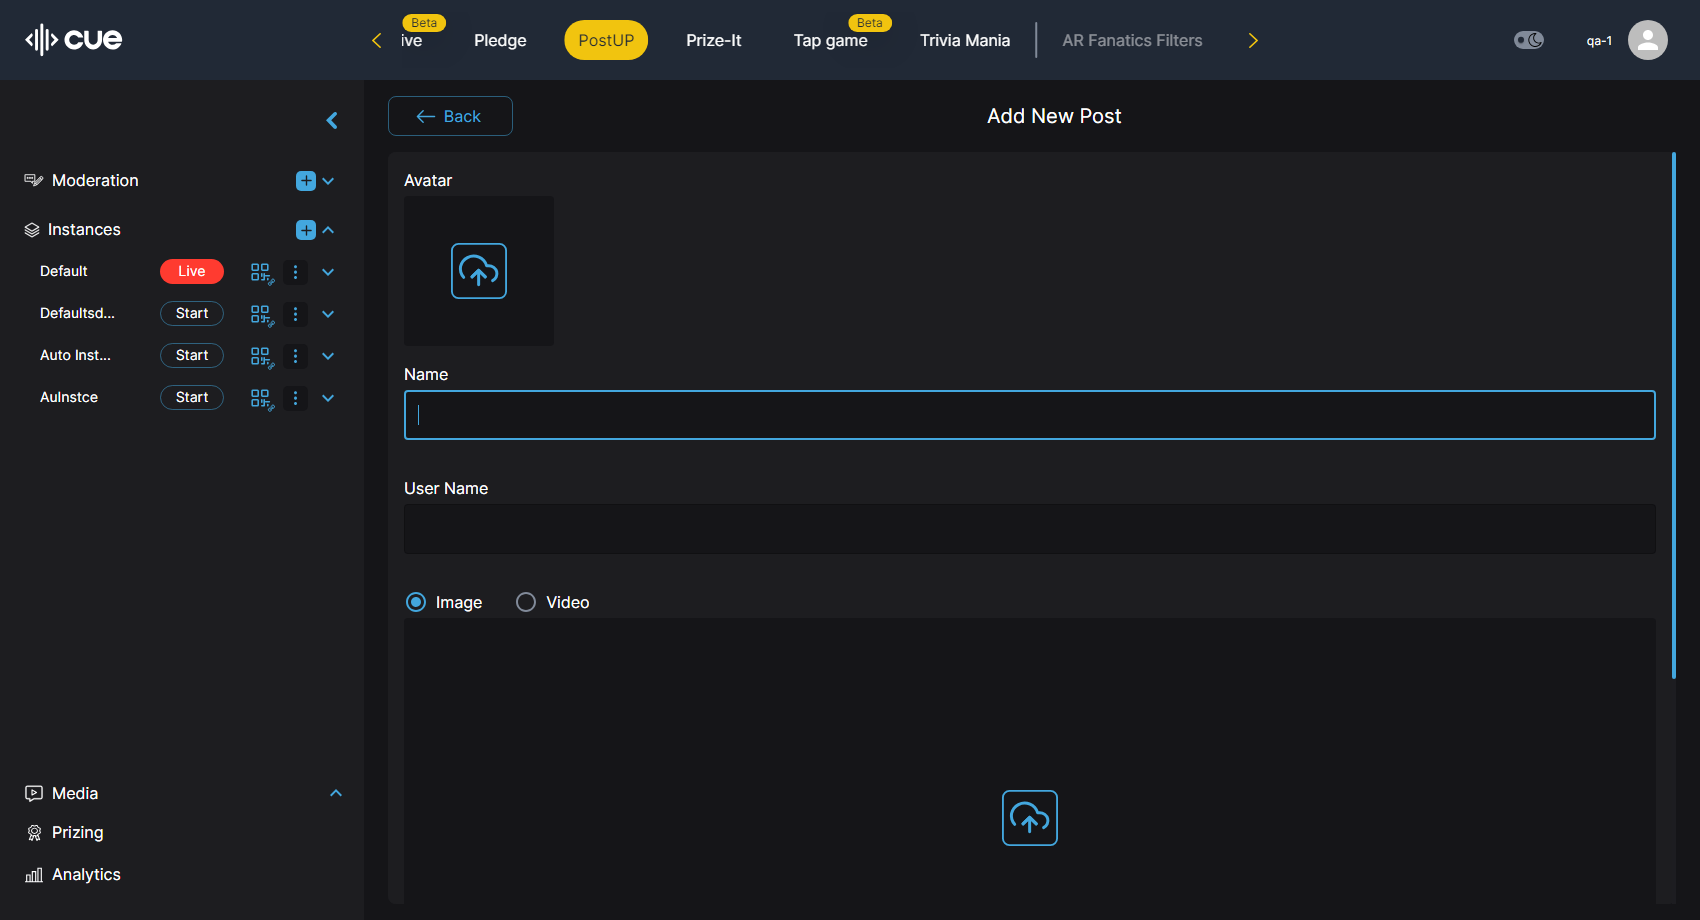 cue
Beta
ive
Pledge
PostUP
Prize-It
Beta
Tap game
Trivia Mania
AR Fanatics Filters
qa-1
Back
Add New Post
Moderation
Instances
Default
Live
Defaultsd...
Start
Auto Inst...
Start
AuInstce
Start
Media
Prizing
Analytics
Avatar
Name
User Name
Image
Video